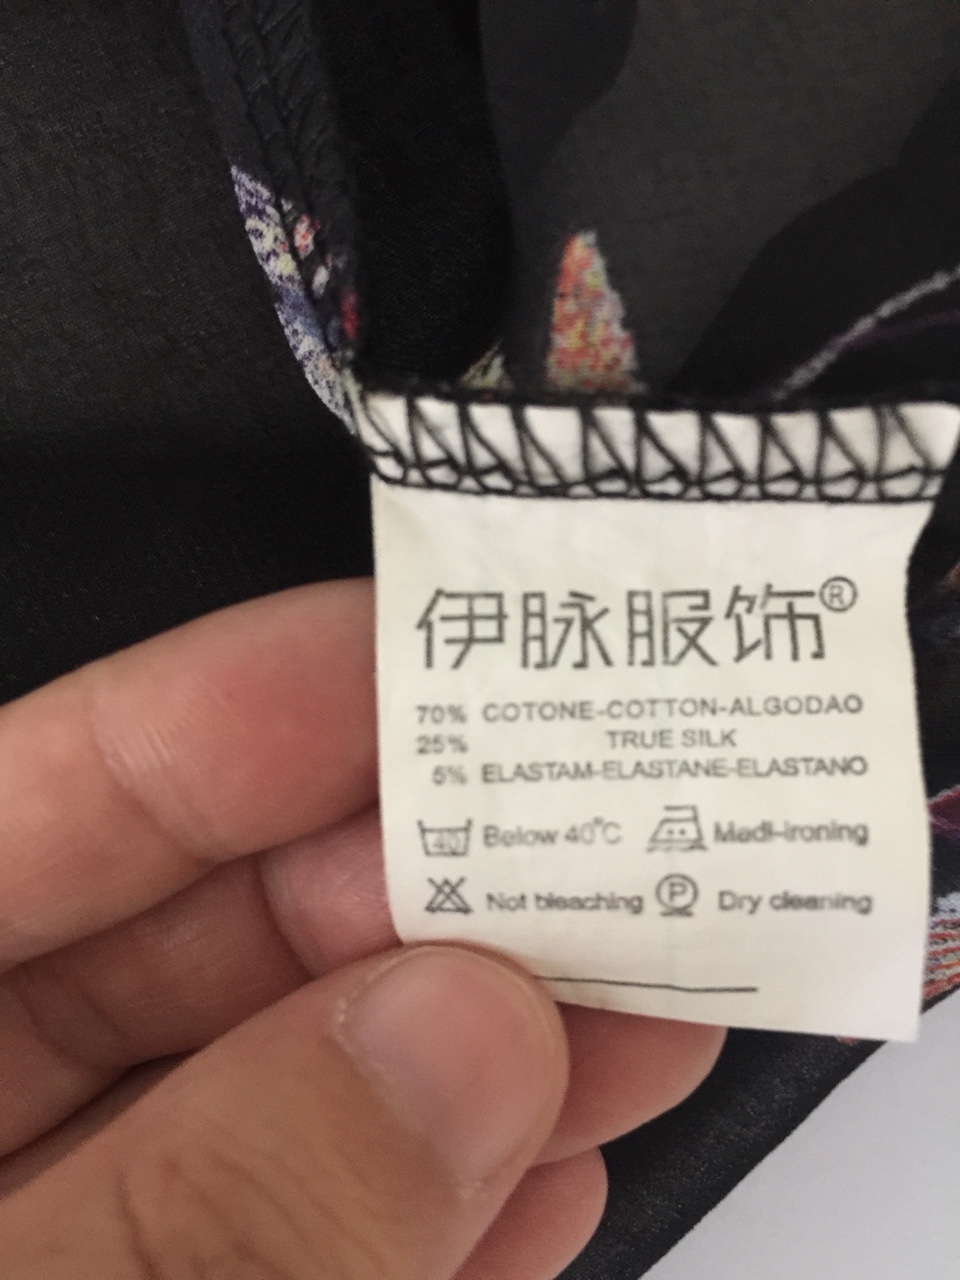 伊脉服饰®
70% COTONE-COTTON-ALGODAO
25% TRUE SILK
5% ELASTAM-ELASTANE-ELASTANO
40 Below 40°C Medi-ironing
Not bleaching P Dry cleaning